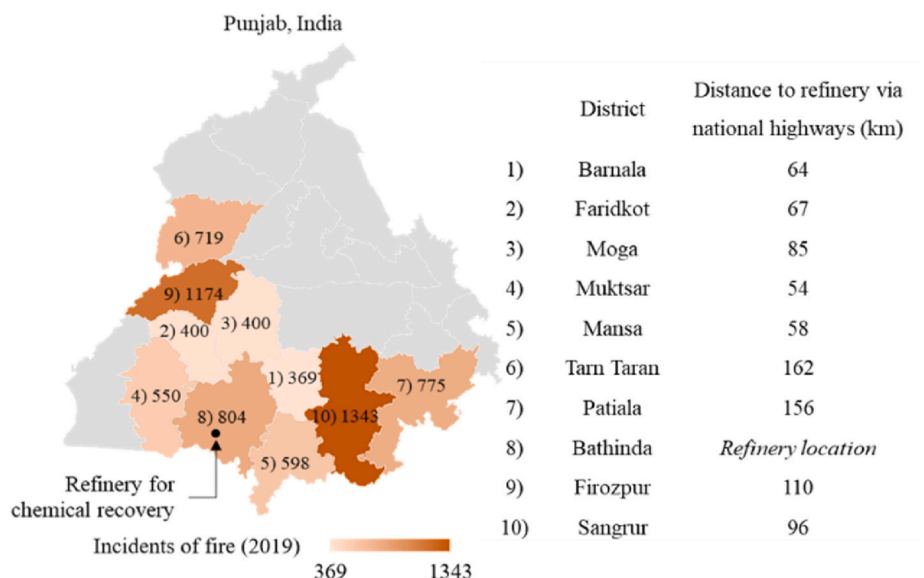 Punjab, India
6) 719
9) 1174
2) 400
3) 400
1) 369
7) 775
4) 550
8) 804
10) 1343
5) 598
Refinery for
chemical recovery
Incidents of fire (2019)
369 1343
District Distance to refinery via
national highways (km)
1) Barnala 64
2) Faridkot 67
3) Moga 85
4) Muktsar 54
5) Mansa 58
6) Tarn Taran 162
7) Patiala 156
8) Bathinda Refinery location
9) Firozpur 110
10) Sangrur 96